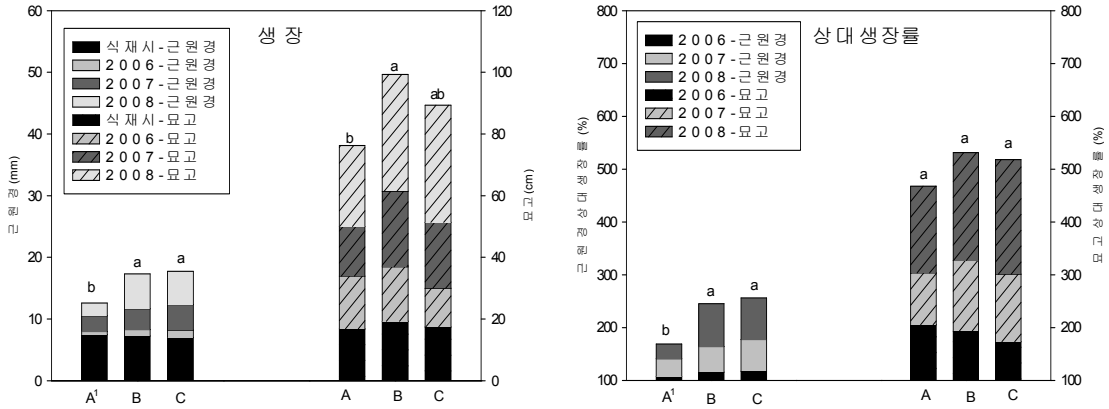 생 장
60
50
40
30
20
10
0
근 원 경 (mm)
120
100
80
60
40
20
0
묘고 (cm)
식 재 시 - 근 원 경
2 0 0 6 - 근 원 경
2 0 0 7 - 근 원 경
2 0 0 8 - 근 원 경
식 재 시 - 묘 고
2 0 0 6 - 묘 고
2 0 0 7 - 묘 고
2 0 0 8 - 묘 고
b
a
a
b
a
ab
A¹ B C A B C
상 대 생 장 률
800
700
600
500
400
300
200
100
근 원 경 상 대 생 장 률 (%)
800
700
600
500
400
300
200
100
묘 고 상 대 생 장 률 (%)
2 0 0 6 - 근 원 경
2 0 0 7 - 근 원 경
2 0 0 8 - 근 원 경
2 0 0 6 - 묘 고
2 0 0 7 - 묘 고
2 0 0 8 - 묘 고
b
a
a
a
a
a
A¹ B C A B C